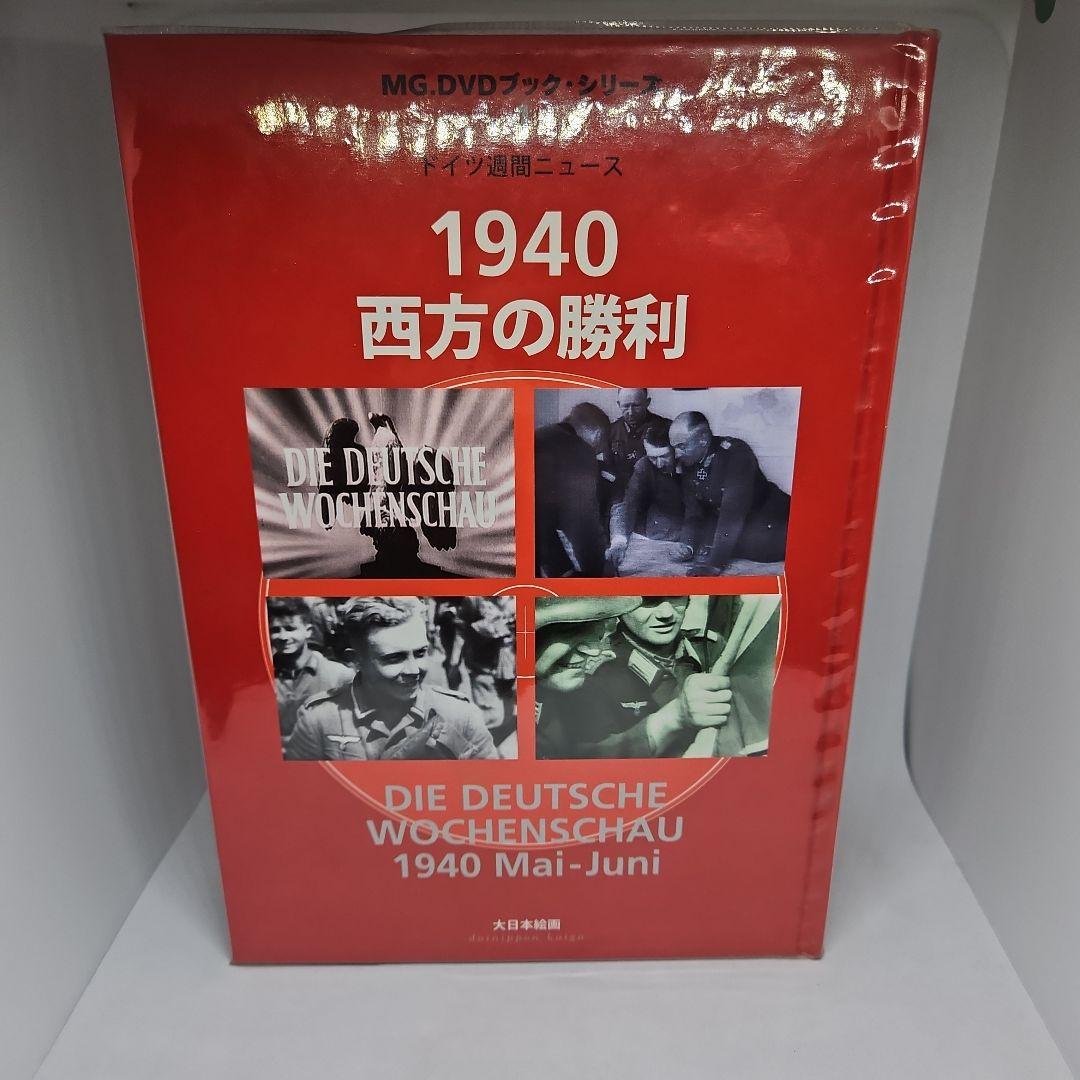 MG.DVDブック・シリーズ
ドイツ週間ニュース
1940
西方の勝利
DIE DEUTSCHE
WOCHENSCHAU
DIE DEUTSCHE
WOCHENSCHAU
1940 Mai-Juni
大日本絵画
dainippon kaiga